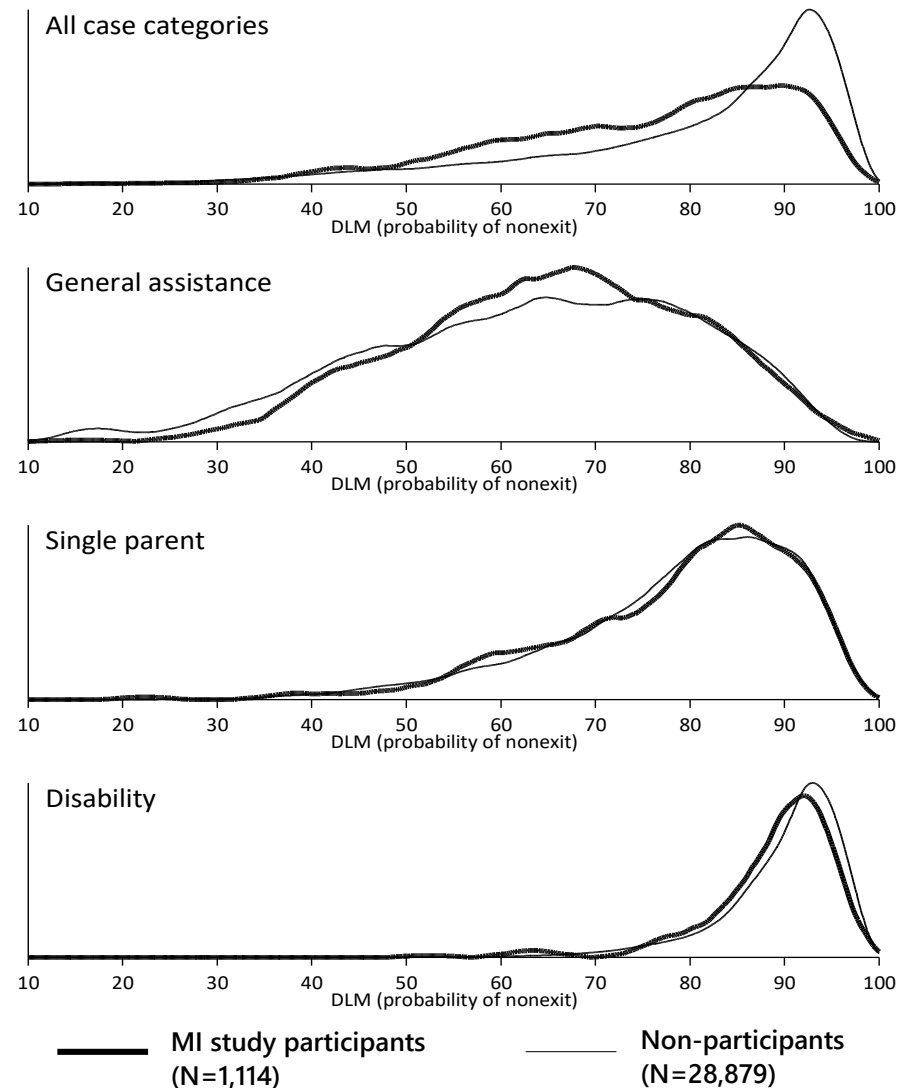 All case categories
10 20 30 40 50 60 70 80 90 100
DLM (probability of nonexit)
General assistance
10 20 30 40 50 60 70 80 90 100
DLM (probability of nonexit)
Single parent
10 20 30 40 50 60 70 80 90 100
DLM (probability of nonexit)
Disability
10 20 30 40 50 60 70 80 90 100
DLM (probability of nonexit)
MI study participants Non-participants
(N=1,114) (N=28,879)